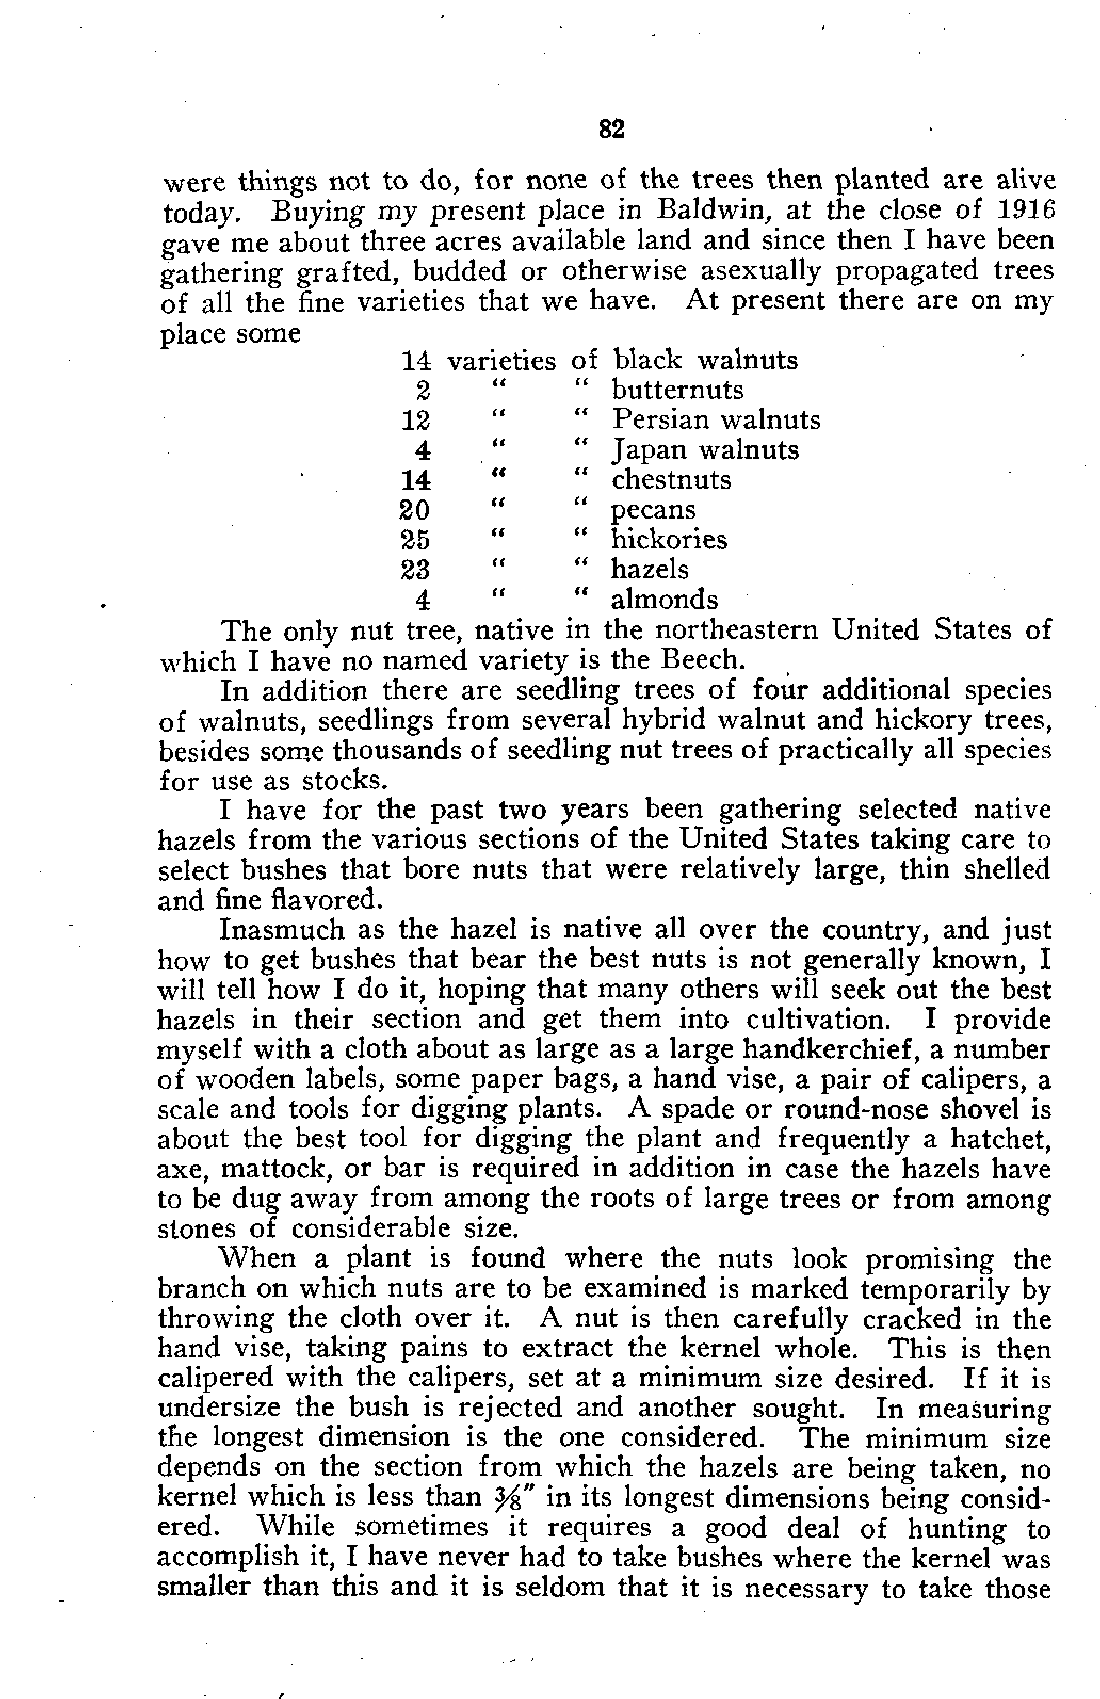 82
were things not to do, for none of the trees then planted are alive
today. Buying my present place in Baldwin, at the close of 1916
gave me about three acres available land and since then I have been
gathering grafted, budded or otherwise asexually propagated trees
of all the fine varieties that we have. At present there are on my
place some
14 varieties of black walnuts
2 " " butternuts
12 " " Persian walnuts
4 " " Japan walnuts
14 " " chestnuts
20 " " pecans
25 " " hickories
23 " " hazels
4 " " almonds
The only nut tree, native in the northeastern United States of
which I have no named variety is the Beech.
In addition there are seedling trees of four additional species
of walnuts, seedlings from several hybrid walnut and hickory trees,
besides some thousands of seedling nut trees of practically all species
for use as stocks.
I have for the past two years been gathering selected native
hazels from the various sections of the United States taking care to
select bushes that bore nuts that were relatively large, thin shelled
and fine flavored.
Inasmuch as the hazel is native all over the country, and just
how to get bushes that bear the best nuts is not generally known, I
will tell how I do it, hoping that many others will seek out the best
hazels in their section and get them into cultivation. I provide
myself with a cloth about as large as a large handkerchief, a number
of wooden labels, some paper bags, a hand vise, a pair of calipers, a
scale and tools for digging plants. A spade or round-nose shovel is
about the best tool for digging the plant and frequently a hatchet,
axe, mattock, or bar is required in addition in case the hazels have
to be dug away from among the roots of large trees or from among
stones of considerable size.
When a plant is found where the nuts look promising the
branch on which nuts are to be examined is marked temporarily by
throwing the cloth over it. A nut is then carefully cracked in the
hand vise, taking pains to extract the kernel whole. This is then
calipered with the calipers, set at a minimum size desired. If it is
undersize the bush is rejected and another sought. In measuring
the longest dimension is the one considered. The minimum size
depends on the section from which the hazels are being taken, no
kernel which is less than ⅜" in its longest dimensions being consid-
ered. While sometimes it requires a good deal of hunting to
accomplish it, I have never had to take bushes where the kernel was
smaller than this and it is seldom that it is necessary to take those